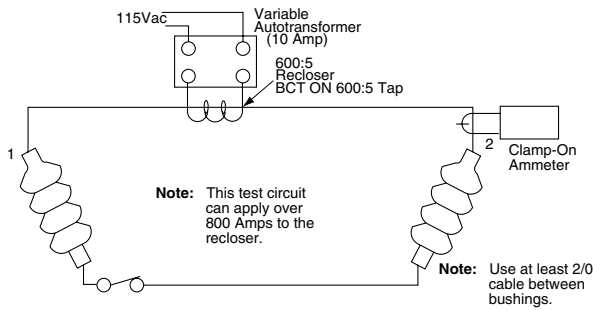 115Vac
Variable
Autotransformer
(10 Amp)
600:5
Recloser
BCT ON 600:5 Tap
1
2
Clamp-On
Ammeter
Note: This test circuit
can apply over
800 Amps to the
recloser.
Note: Use at least 2/0
cable between
bushings.